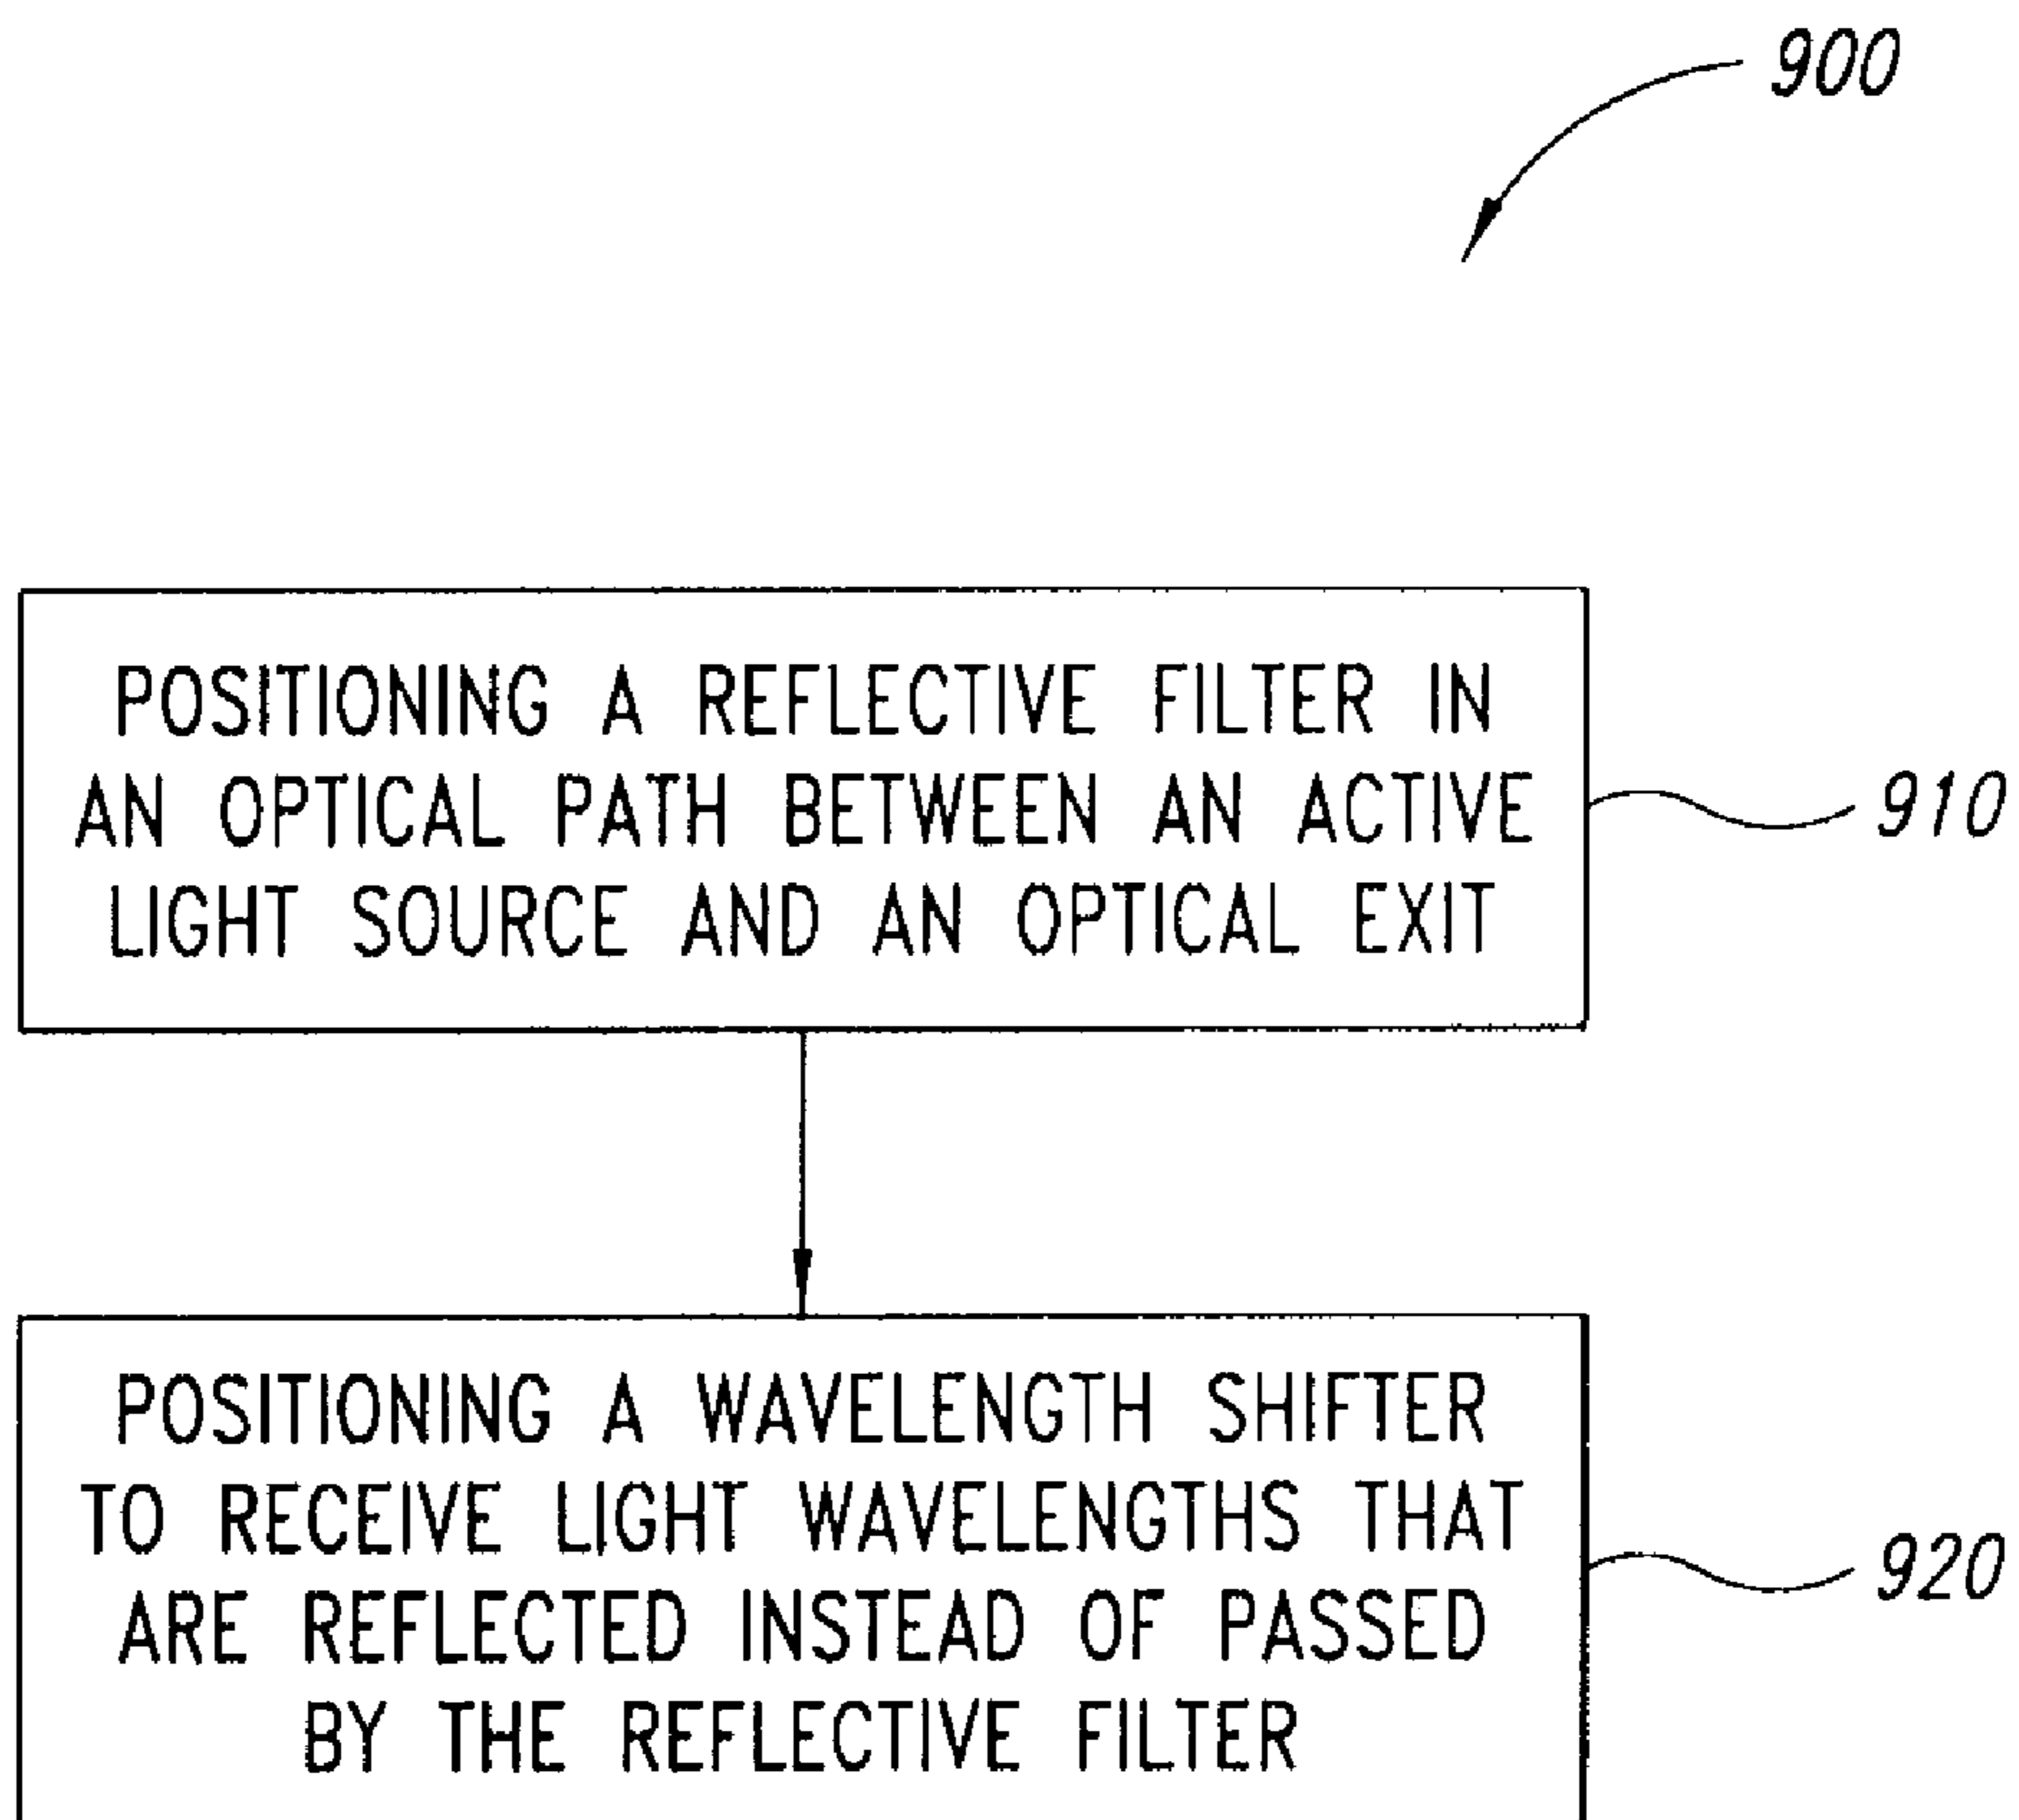 900
POSITIONING A REFLECTIVE FILTER IN
AN OPTICAL PATH BETWEEN AN ACTIVE
LIGHT SOURCE AND AN OPTICAL EXIT
910
POSITIONING A WAVELENGTH SHIFTER
TO RECEIVE LIGHT WAVELENGTHS THAT
ARE REFLECTED INSTEAD OF PASSED
BY THE REFLECTIVE FILTER
920